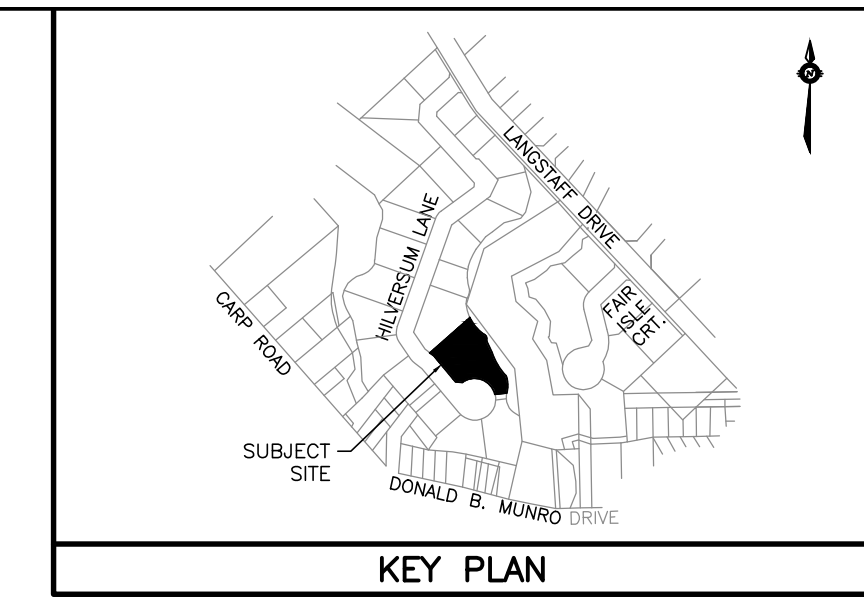 N
LANGSTAFF DRIVE
HILVERSUM LANE
FAIR
ISLE
CRT.
CARP ROAD
SUBJECT
SITE
DONALD B. MUNRO DRIVE
KEY PLAN